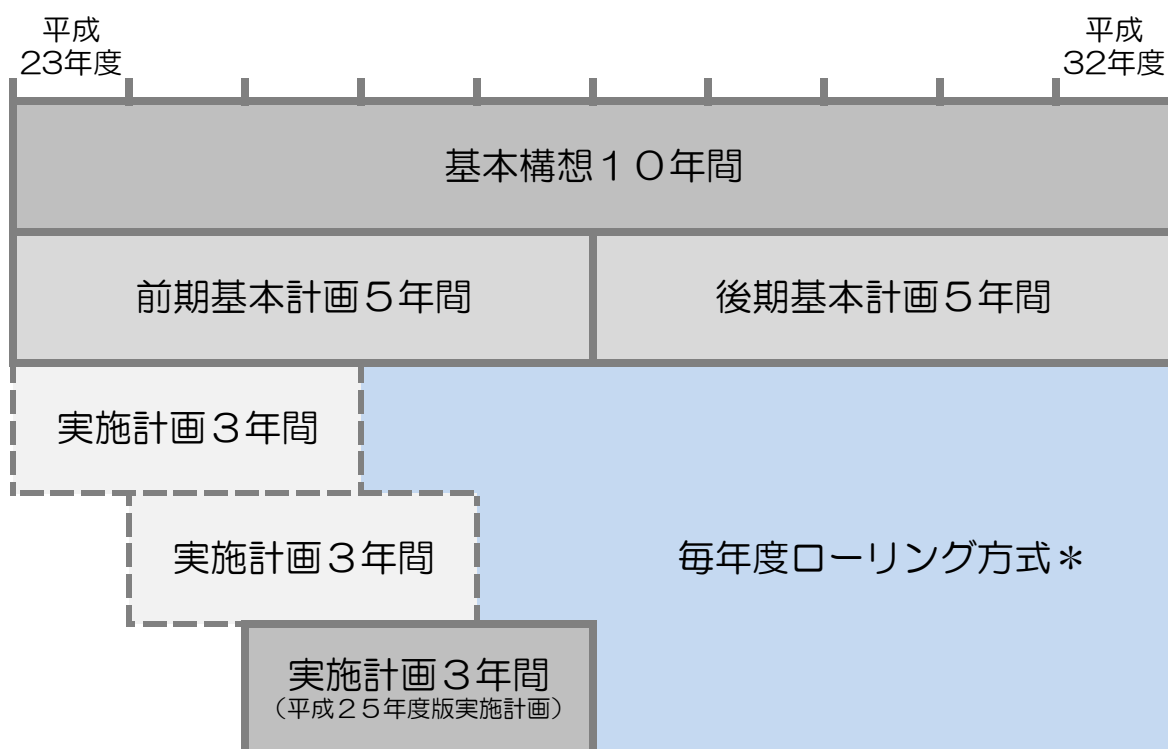 平成
23年度
平成
32年度
基本構想１０年間
前期基本計画５年間
後期基本計画５年間
実施計画３年間
実施計画３年間
毎年度ローリング方式＊
実施計画３年間
（平成２５年度版実施計画）